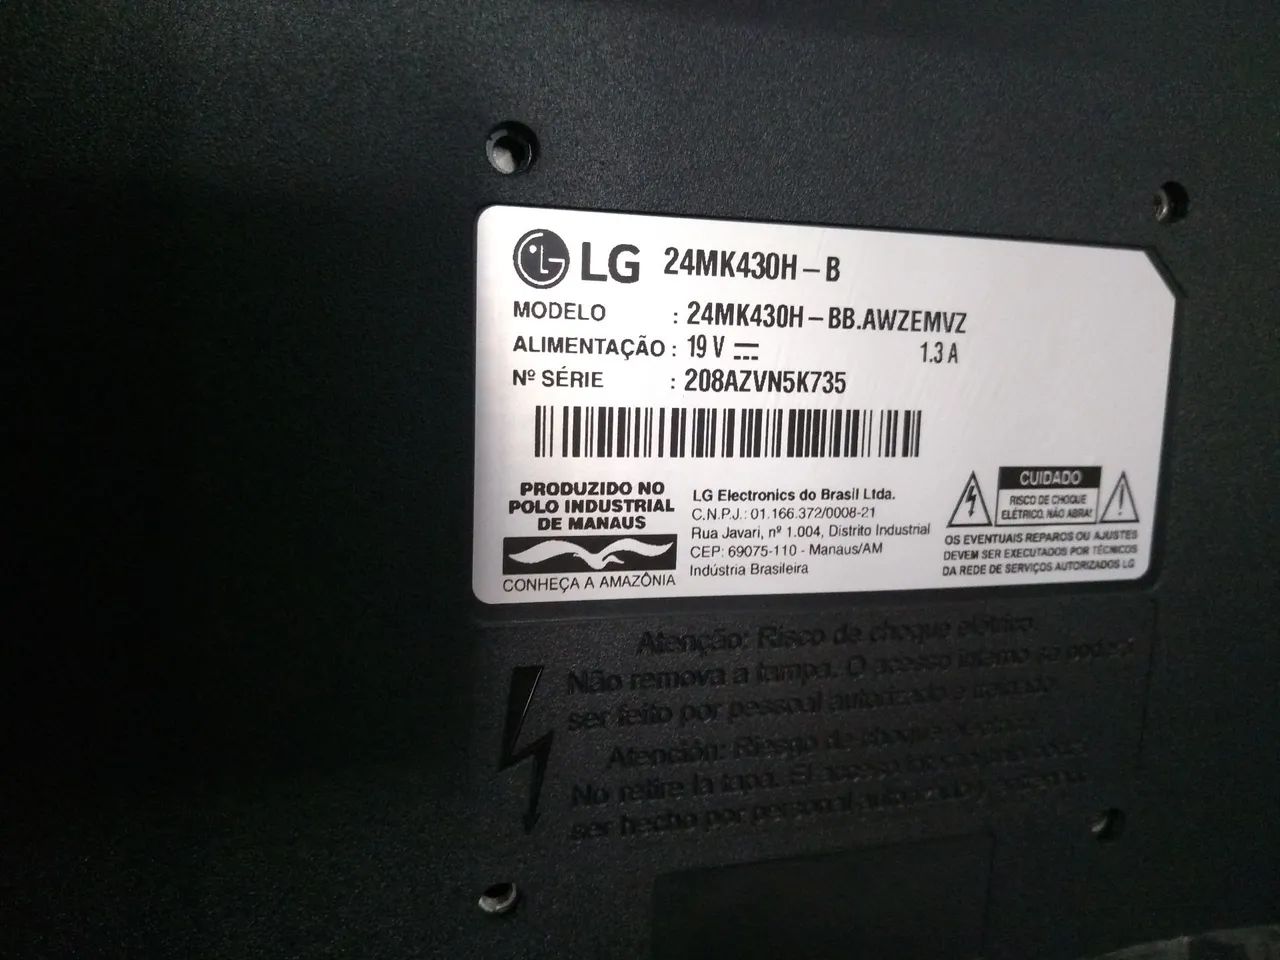 LG 24MK430H-B
MODELO : 24MK430H-BB.AWZEMVZ
ALIMENTAÇÃO : 19 V ⎓ 1.3 A
Nº SÉRIE : 208AZVN5K735
PRODUZIDO NO
POLO INDUSTRIAL
DE MANAUS
CONHEÇA A AMAZÔNIA
LG Electronics do Brasil Ltda.
C.N.P.J.: 01.166.372/0008-21
Rua Javari, nº 1.004, Distrito Industrial
CEP: 69075-110 - Manaus/AM
Indústria Brasileira
CUIDADO
RISCO DE CHOQUE
ELÉTRICO. NÃO ABRA!
OS EVENTUAIS REPAROS OU AJUSTES
DEVEM SER EXECUTADOS POR TÉCNICOS
DA REDE DE SERVIÇOS AUTORIZADOS LG
Atenção: Risco de choque elétrico.
Não remova a tampa. O acesso interno só poderá
ser feito por pessoal autorizado e
Atención: Riesgo de choque
No retire la tapa. El acceso
ser hecho por personal